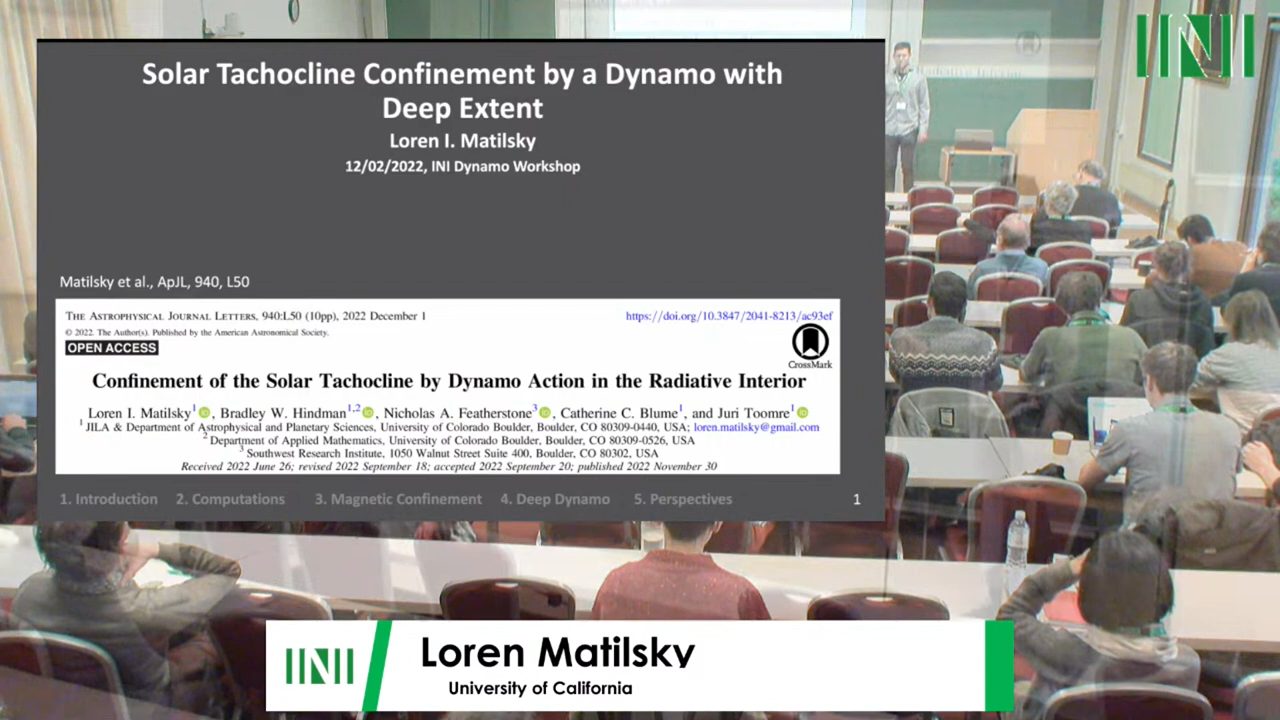 INI
Solar Tachocline Confinement by a Dynamo with
Deep Extent
Loren I. Matilsky
12/02/2022, INI Dynamo Workshop
Matilsky et al., ApJL, 940, L50
THE ASTROPHYSICAL JOURNAL LETTERS, 940:L50 (10pp), 2022 December 1
https://doi.org/10.3847/2041-8213/ac93ef
© 2022. The Author(s). Published by the American Astronomical Society.
OPEN ACCESS
CrossMark
Confinement of the Solar Tachocline by Dynamo Action in the Radiative Interior
Loren I. Matilsky1, Bradley W. Hindman1,2, Nicholas A. Featherstone3, Catherine C. Blume1, and Juri Toomre1
1 JILA & Department of Astrophysical and Planetary Sciences, University of Colorado Boulder, Boulder, CO 80309-0440, USA; loren.matilsky@gmail.com
2 Department of Applied Mathematics, University of Colorado Boulder, Boulder, CO 80309-0526, USA
3 Southwest Research Institute, 1050 Walnut Street Suite 400, Boulder, CO 80302, USA
Received 2022 June 26; revised 2022 September 18; accepted 2022 September 20; published 2022 November 30
1. Introduction 2. Computations 3. Magnetic Confinement 4. Deep Dynamo 5. Perspectives 1
INI
Loren Matilsky
University of California